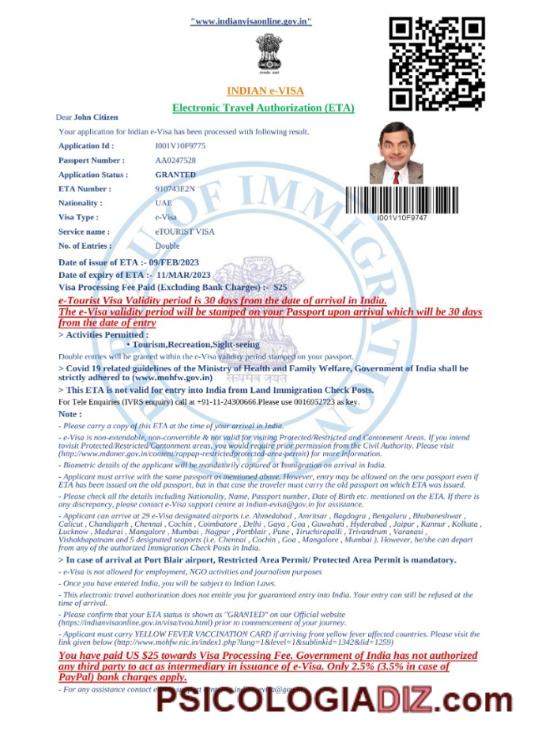 "www.indianvisaonline.gov.in"
INDIAN e-VISA
Electronic Travel Authorization (ETA)
Dear John Citizen
Your application for Indian e-Visa has been processed with following result.
Application Id : I001V10F9775
Passport Number : AA0247528
Application Status : GRANTED
ETA Number : 910743E2N
Nationality : UAE
Visa Type : e-Visa
Service name : eTOURIST VISA
No. of Entries : Double
I001V10F9747
Date of issue of ETA :- 09/FEB/2023
Date of expiry of ETA :- 11/MAR/2023
Visa Processing Fee Paid (Excluding Bank Charges) :- $25
e-Tourist Visa Validity period is 30 days from the date of arrival in India.
The e-Visa validity period will be stamped on your Passport upon arrival which will be 30 days
from the date of entry
> Activities Permitted :
• Tourism,Recreation,Sight-seeing
Double entries will be granted within the e-Visa validity period stamped on your passport.
> Covid 19 related guidelines of the Ministry of Health and Family Welfare, Government of India shall be
strictly adhered to (www.mohfw.gov.in)
> This ETA is not valid for entry into India from Land Immigration Check Posts.
For Tele Enquiries (IVRS enquiry) call at +91-11-24300666.Please use 0016952723 as key.
Note :
- Please carry a copy of this ETA at the time of your arrival in India.
- e-Visa is non-extendable, non-convertible & not valid for visiting Protected/Restricted and Cantonment Areas. If you intend
tovisit Protected/Restricted/Cantonment areas, you would require prior permission from the Civil Authority. Please visit
for more information.
- Biometric details of the applicant will be mandatorily captured at Immigration on arrival in India.
- Applicant must arrive with the same passport as mentioned above. However, entry may be allowed on the new passport even if
ETA has been issued on the old passport, but in that case the traveller must carry the old passport on which ETA was issued.
- Please check all the details including Nationality, Name, Passport number, Date of Birth etc. mentioned on the ETA. If there is
any discrepancy, please contact e-Visa support centre at indian-evisa@gov.in for assistance.
- Applicant can arrive at 29 e-Visa designated airports i.e. Ahmedabad , Amritsar , Bagdogra , Bengaluru , Bhubaneshwar ,
Calicut , Chandigarh , Chennai , Cochin , Coimbatore , Delhi , Gaya , Goa , Guwahati , Hyderabad , Jaipur , Kannur , Kolkata ,
Lucknow , Madurai , Mangalore , Mumbai , Nagpur , Portblair , Pune , Tiruchirapalli , Trivandrum , Varanasi ,
Vishakhapatnam and 5 designated seaports (i.e. Chennai , Cochin , Goa , Mangalore , Mumbai ). However, he/she can depart
from any of the authorized Immigration Check Posts in India.
> In case of arrival at Port Blair airport, Restricted Area Permit/ Protected Area Permit is mandatory.
- e-Visa is not allowed for employment, NGO activities and journalism purposes
- Once you have entered India, you will be subject to Indian Laws.
- This electronic travel authorization does not entitle you for guaranteed entry into India. Your entry can still be refused at the
time of arrival.
- Please confirm that your ETA status is shown as "GRANTED" on our Official website
(https://indianvisaonline.gov.in/visa/tvoa.html) prior to commencement of your journey.
- Applicant must carry YELLOW FEVER VACCINATION CARD if arriving from yellow fever affected countries. Please visit the
link given below (http://www.mohfw.nic.in/index1.php?lang=1&level=1&sublinkid=1342&lid=1259)
You have paid US $25 towards Visa Processing Fee. Government of India has not authorized
any third party to act as intermediary in issuance of e-Visa. Only 2.5% (3.5% in case of
PayPal) bank charges apply.
- For any assistance contact
PSICOLOGIADIZ.com